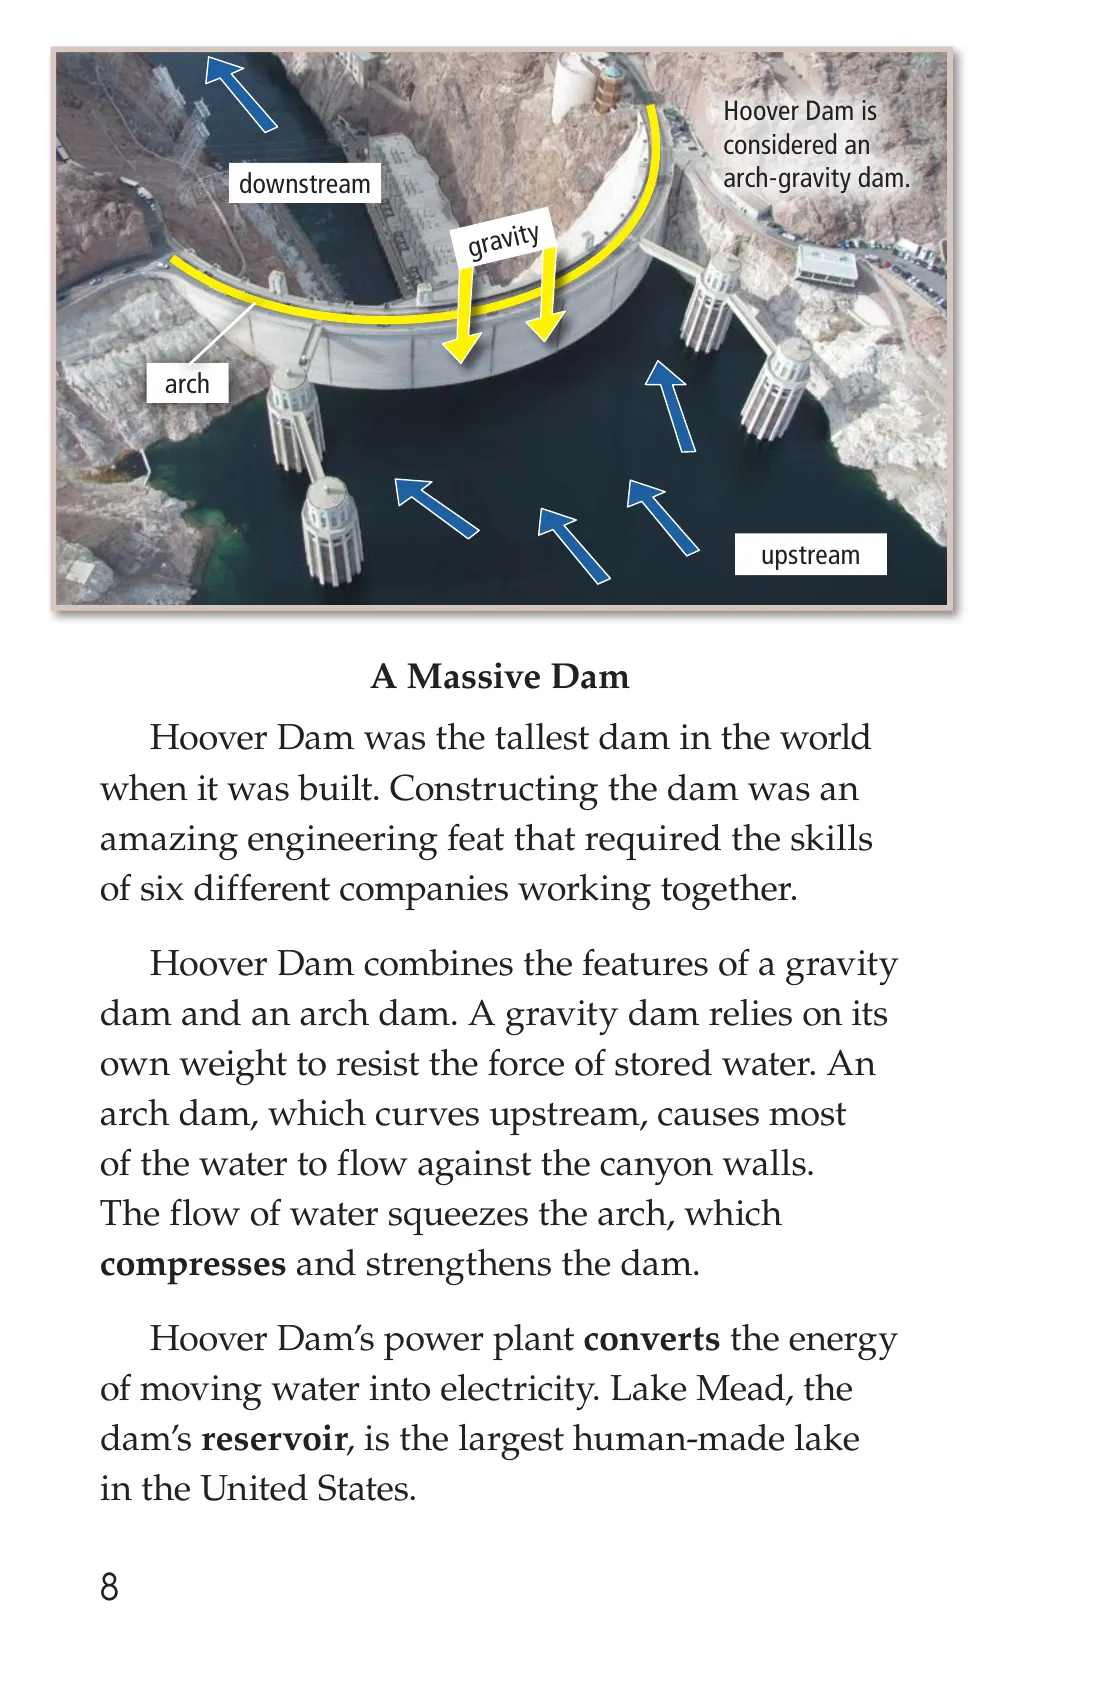 Hoover Dam is
considered an
arch-gravity dam.
downstream
gravity
arch
upstream
A Massive Dam
Hoover Dam was the tallest dam in the world
when it was built. Constructing the dam was an
amazing engineering feat that required the skills
of six different companies working together.
Hoover Dam combines the features of a gravity
dam and an arch dam. A gravity dam relies on its
own weight to resist the force of stored water. An
arch dam, which curves upstream, causes most
of the water to flow against the canyon walls.
The flow of water squeezes the arch, which
compresses and strengthens the dam.
Hoover Dam’s power plant converts the energy
of moving water into electricity. Lake Mead, the
dam’s reservoir, is the largest human-made lake
in the United States.
8